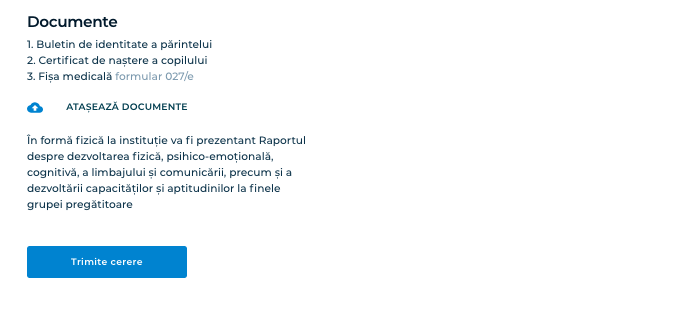 Documente
1. Buletin de identitate a părintelui
2. Certificat de naștere a copilului
3. Fișa medicală formular 027/e
ATAȘEAZĂ DOCUMENTE
În formă fizică la instituție va fi prezentant Raportul
despre dezvoltarea fizică, psihico-emoțională,
cognitivă, a limbajului și comunicării, precum și a
dezvoltării capacităților și aptitudinilor la finele
grupei pregătitoare
Trimite cerere